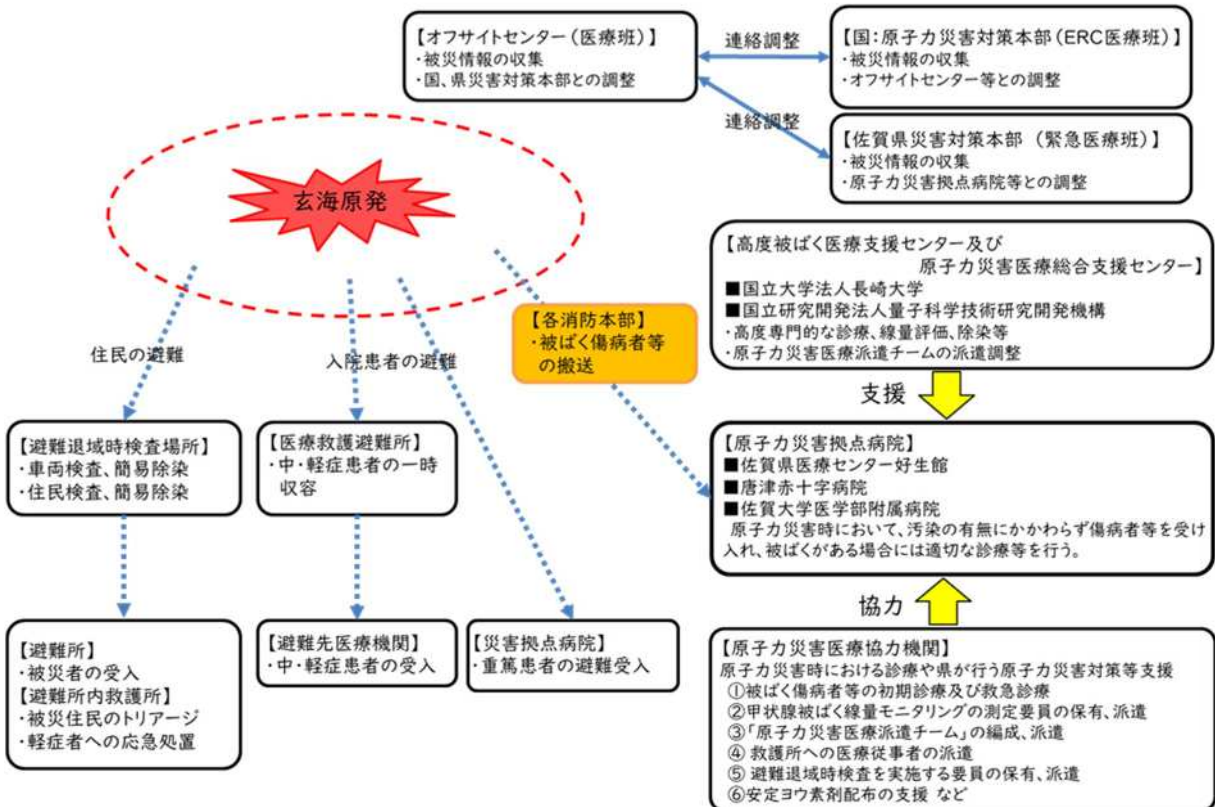 【オフサイトセンター(医療班)】
・被災情報の収集
・国、県災害対策本部との調整
連絡調整
【国:原子力災害対策本部(ERC医療班)】
・被災情報の収集
・オフサイトセンター等との調整
連絡調整
【佐賀県災害対策本部 (緊急医療班)】
・被災情報の収集
・原子力災害拠点病院等との調整
玄海原発
【高度被ばく医療支援センター及び
原子力災害医療総合支援センター】
■国立大学法人長崎大学
■国立研究開発法人量子科学技術研究開発機構
・高度専門的な診療、線量評価、除染等
・原子力災害医療派遣チームの派遣調整
【各消防本部】
・被ばく傷病者等
の搬送
住民の避難
入院患者の避難
支援
【避難退域時検査場所】
・車両検査、簡易除染
・住民検査、簡易除染
【医療救護避難所】
・中・軽症患者の一時
収容
【原子力災害拠点病院】
■佐賀県医療センター好生館
■唐津赤十字病院
■佐賀大学医学部附属病院
原子力災害時において、汚染の有無にかかわらず傷病者等を受け
入れ、被ばくがある場合には適切な診療等を行う。
協力
【避難所】
・被災者の受入
【避難所内救護所】
・被災住民のトリアージ
・軽症者への応急処置
【避難先医療機関】
・中・軽症患者の受入
【災害拠点病院】
・重篤患者の避難受入
【原子力災害医療協力機関】
原子力災害時における診療や県が行う原子力災害対策等支援
①被ばく傷病者等の初期診療及び救急診療
②甲状腺被ばく線量モニタリングの測定要員の保有、派遣
③「原子力災害医療派遣チーム」の編成、派遣
④ 救護所への医療従事者の派遣
⑤ 避難退域時検査を実施する要員の保有、派遣
⑥安定ヨウ素剤配布の支援 など